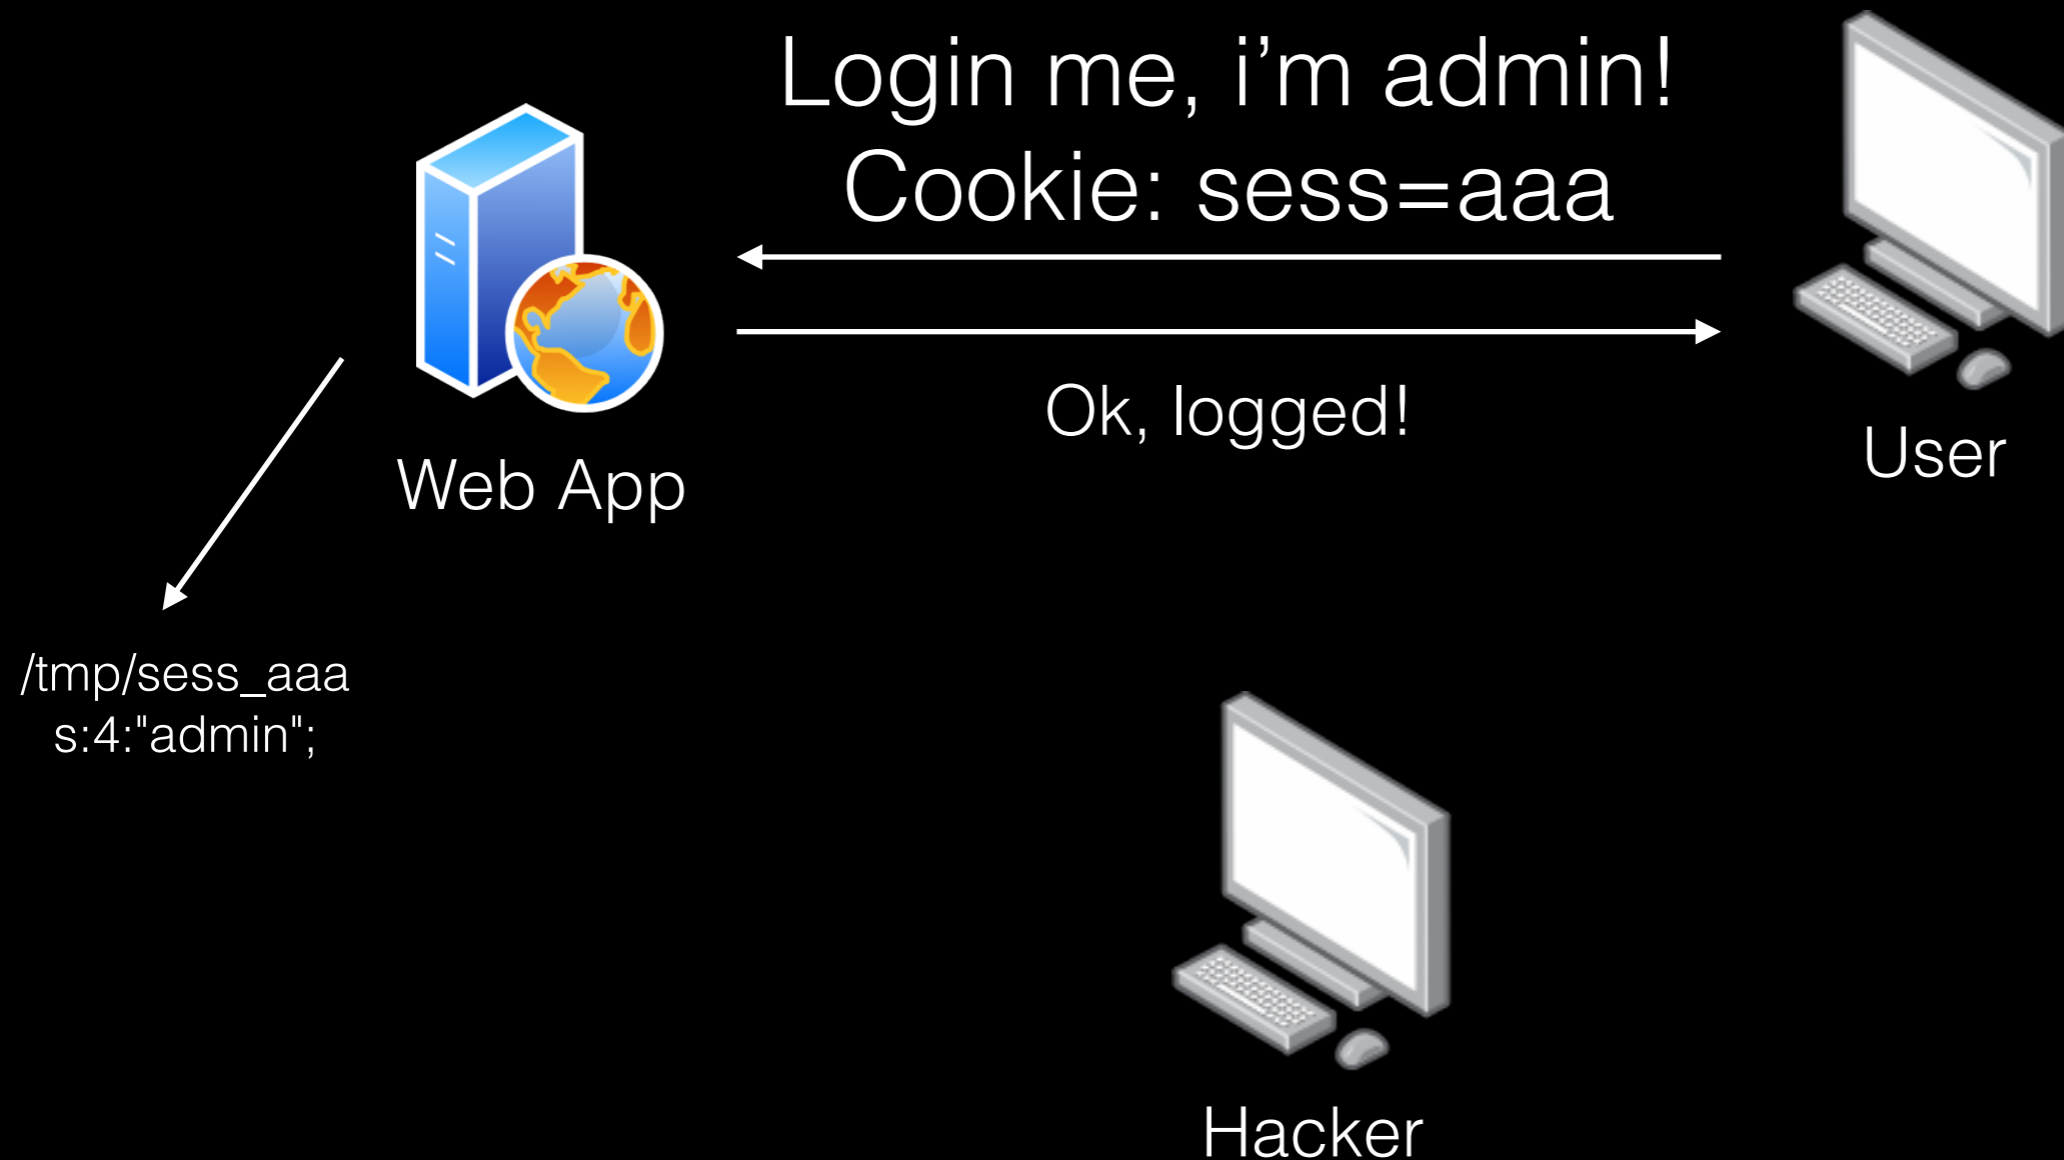 Login me, i’m admin!
Cookie: sess=aaa
Ok, logged!
Web App
User
/tmp/sess_aaa
s:4:"admin";
Hacker